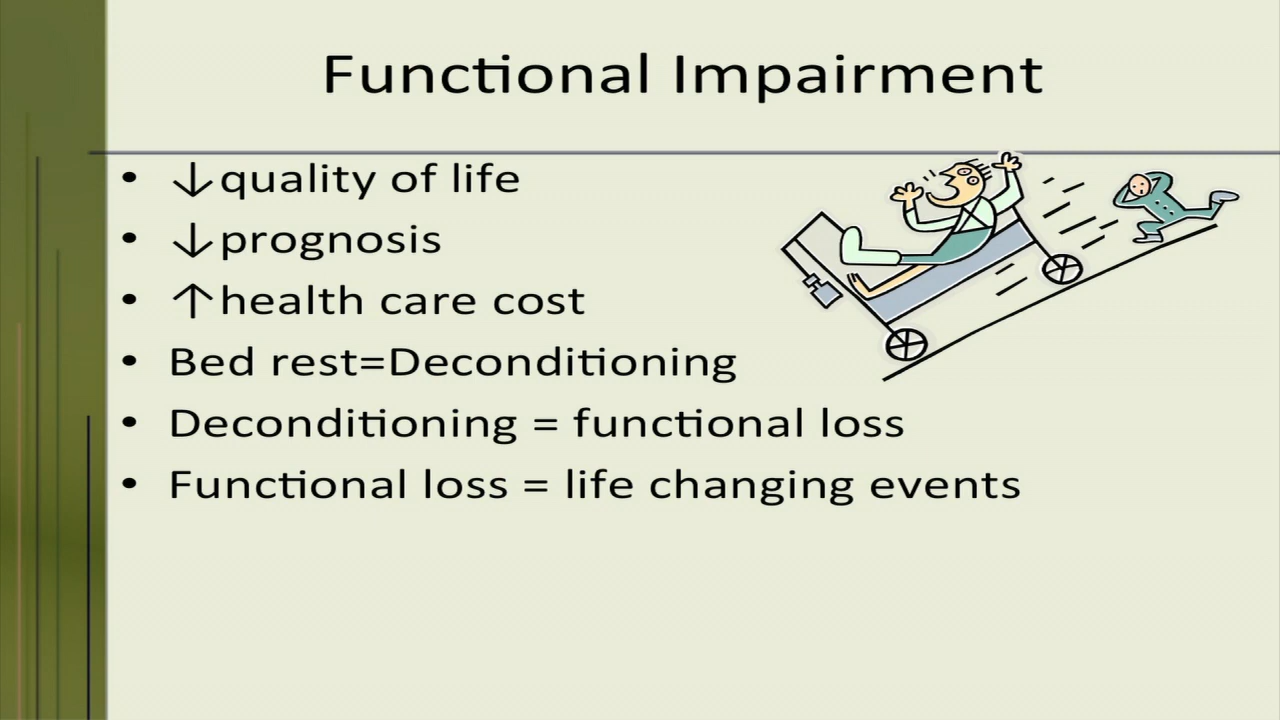 Functional Impairment
• ↓quality of life
• ↓prognosis
• ↑health care cost
• Bed rest=Deconditioning
• Deconditioning = functional loss
• Functional loss = life changing events